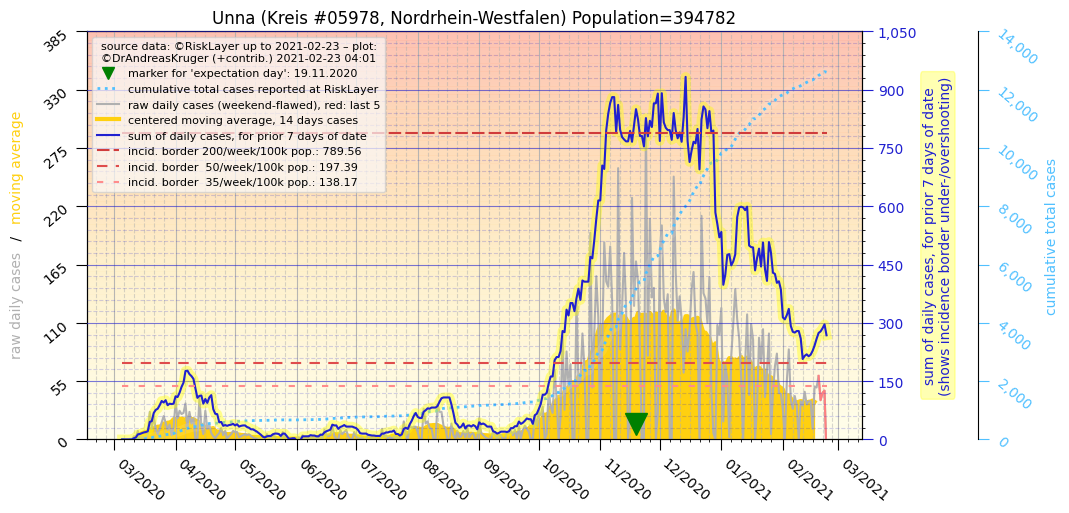 Unna (Kreis #05978, Nordrhein-Westfalen) Population=394782
source data: ©RiskLayer up to 2021-02-23 – plot:
©DrAndreasKruger (+contrib.) 2021-02-23 04:01
marker for 'expectation day': 19.11.2020
cumulative total cases reported at RiskLayer
raw daily cases (weekend-flawed), red: last 5
centered moving average, 14 days cases
sum of daily cases, for prior 7 days of date
incid. border 200/week/100k pop.: 789.56
incid. border  50/week/100k pop.: 197.39
incid. border  35/week/100k pop.: 138.17
raw daily cases / moving average
385
330
275
220
165
110
55
0
03/2020
04/2020
05/2020
06/2020
07/2020
08/2020
09/2020
10/2020
11/2020
12/2020
01/2021
02/2021
03/2021
1,050
900
750
600
450
300
150
0
sum of daily cases, for prior 7 days of date
(shows incidence border under-/overshooting)
14,000
12,000
10,000
8,000
6,000
4,000
2,000
0
cumulative total cases